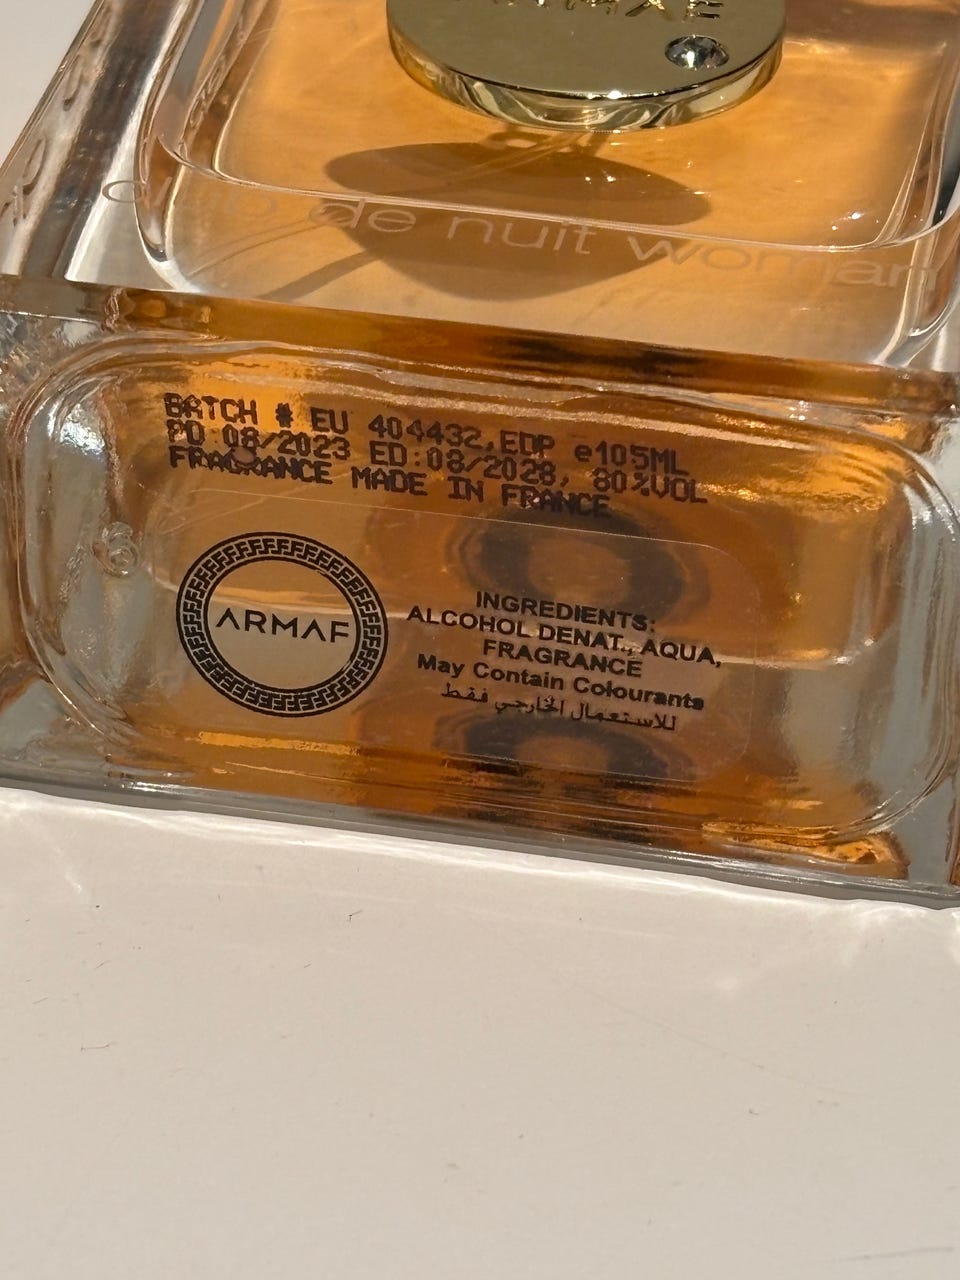 club de nuit woman
BATCH # EU 404432,EDP e105ML
PD:08/2023 ED:08/2028, 80%VOL
FRAGRANCE MADE IN FRANCE
ARMAF
INGREDIENTS:
ALCOHOL DENAT., AQUA,
FRAGRANCE
May Contain Colourants
للاستعمال الخارجي فقط